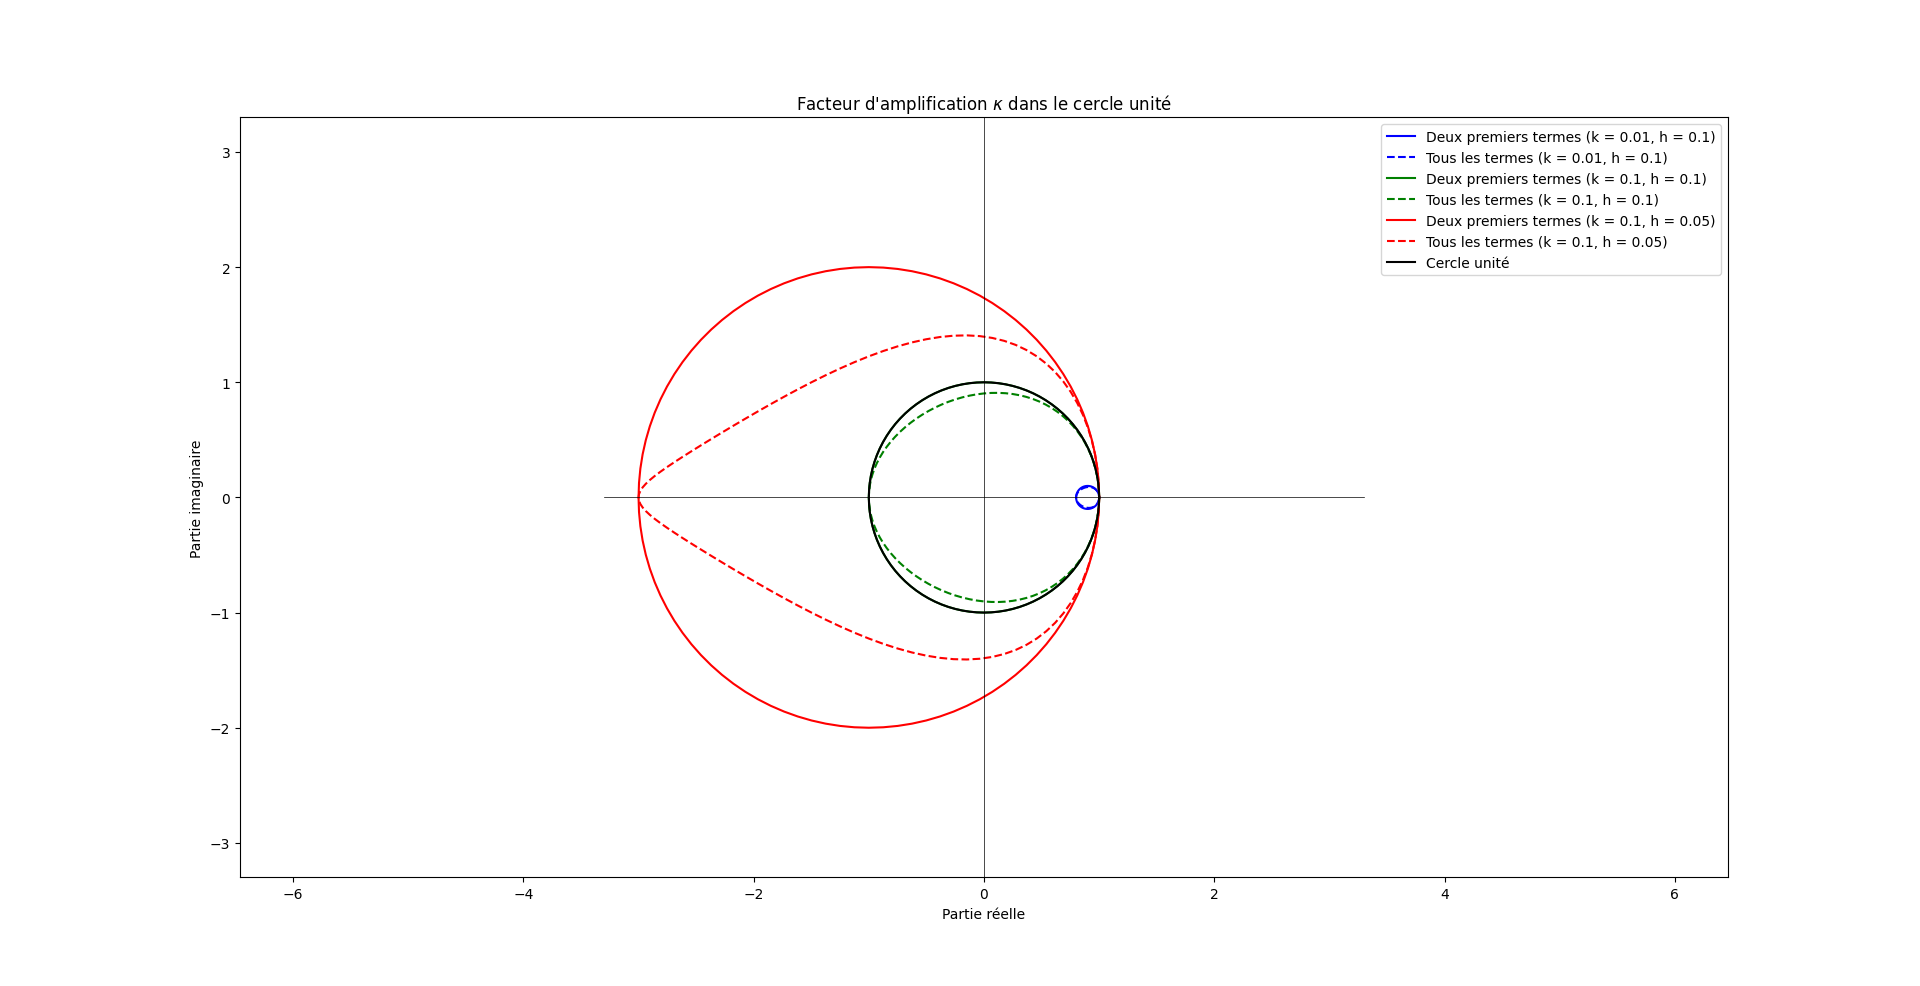 Facteur d'amplification κ dans le cercle unité
Deux premiers termes (k = 0.01, h = 0.1)
Tous les termes (k = 0.01, h = 0.1)
Deux premiers termes (k = 0.1, h = 0.1)
Tous les termes (k = 0.1, h = 0.1)
Deux premiers termes (k = 0.1, h = 0.05)
Tous les termes (k = 0.1, h = 0.05)
Cercle unité
Partie imaginaire
3
2
1
0
−1
−2
−3
−6
−4
−2
0
2
4
6
Partie réelle